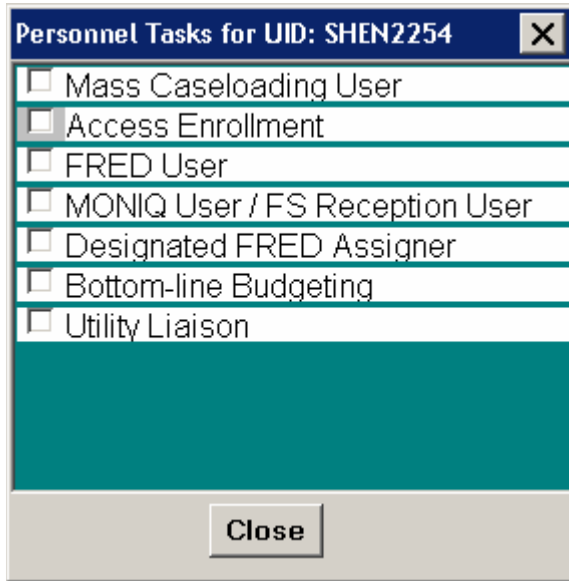 Personnel Tasks for UID: SHEN2254
Mass Caseloading User
Access Enrollment
FRED User
MONIQ User / FS Reception User
Designated FRED Assigner
Bottom-line Budgeting
Utility Liaison
Close